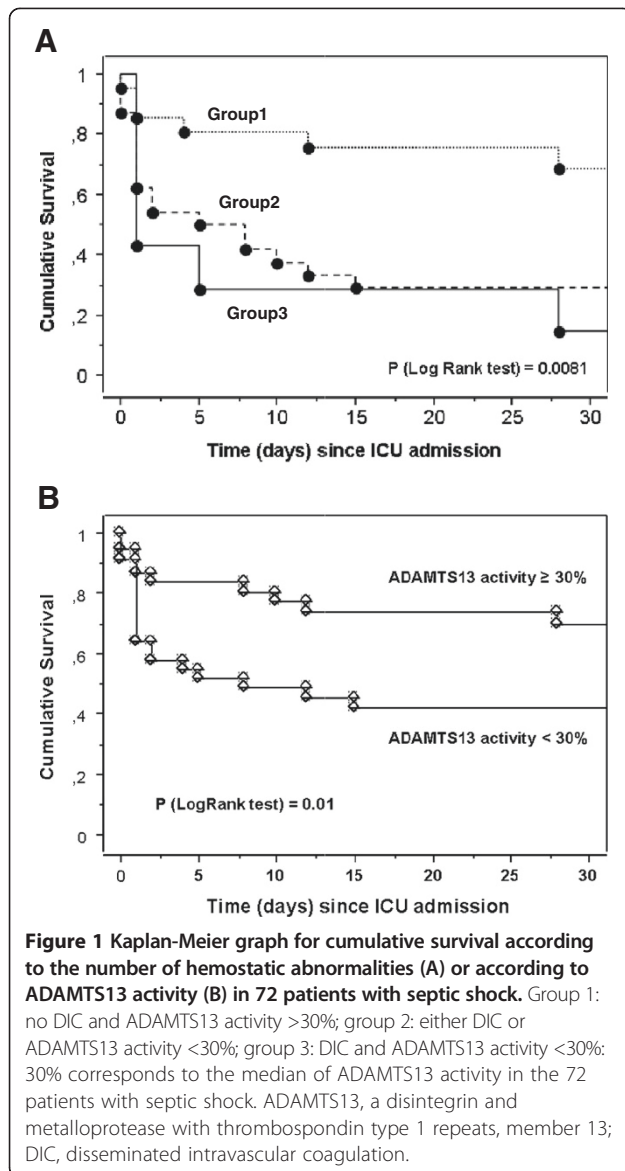 A
1
,8
,6
,4
,2
0
Cumulative Survival
Group1
Group2
Group3
P (Log Rank test) = 0.0081
0 5 10 15 20 25 30
Time (days) since ICU admission
B
1
,8
,6
,4
,2
0
Cumulative Survival
ADAMTS13 activity ≥ 30%
ADAMTS13 activity < 30%
P (LogRank test) = 0.01
0 5 10 15 20 25 30
Time (days) since ICU admission
Figure 1 Kaplan-Meier graph for cumulative survival according
to the number of hemostatic abnormalities (A) or according to
ADAMTS13 activity (B) in 72 patients with septic shock. Group 1:
no DIC and ADAMTS13 activity >30%; group 2: either DIC or
ADAMTS13 activity <30%; group 3: DIC and ADAMTS13 activity <30%:
30% corresponds to the median of ADAMTS13 activity in the 72
patients with septic shock. ADAMTS13, a disintegrin and
metalloprotease with thrombospondin type 1 repeats, member 13;
DIC, disseminated intravascular coagulation.